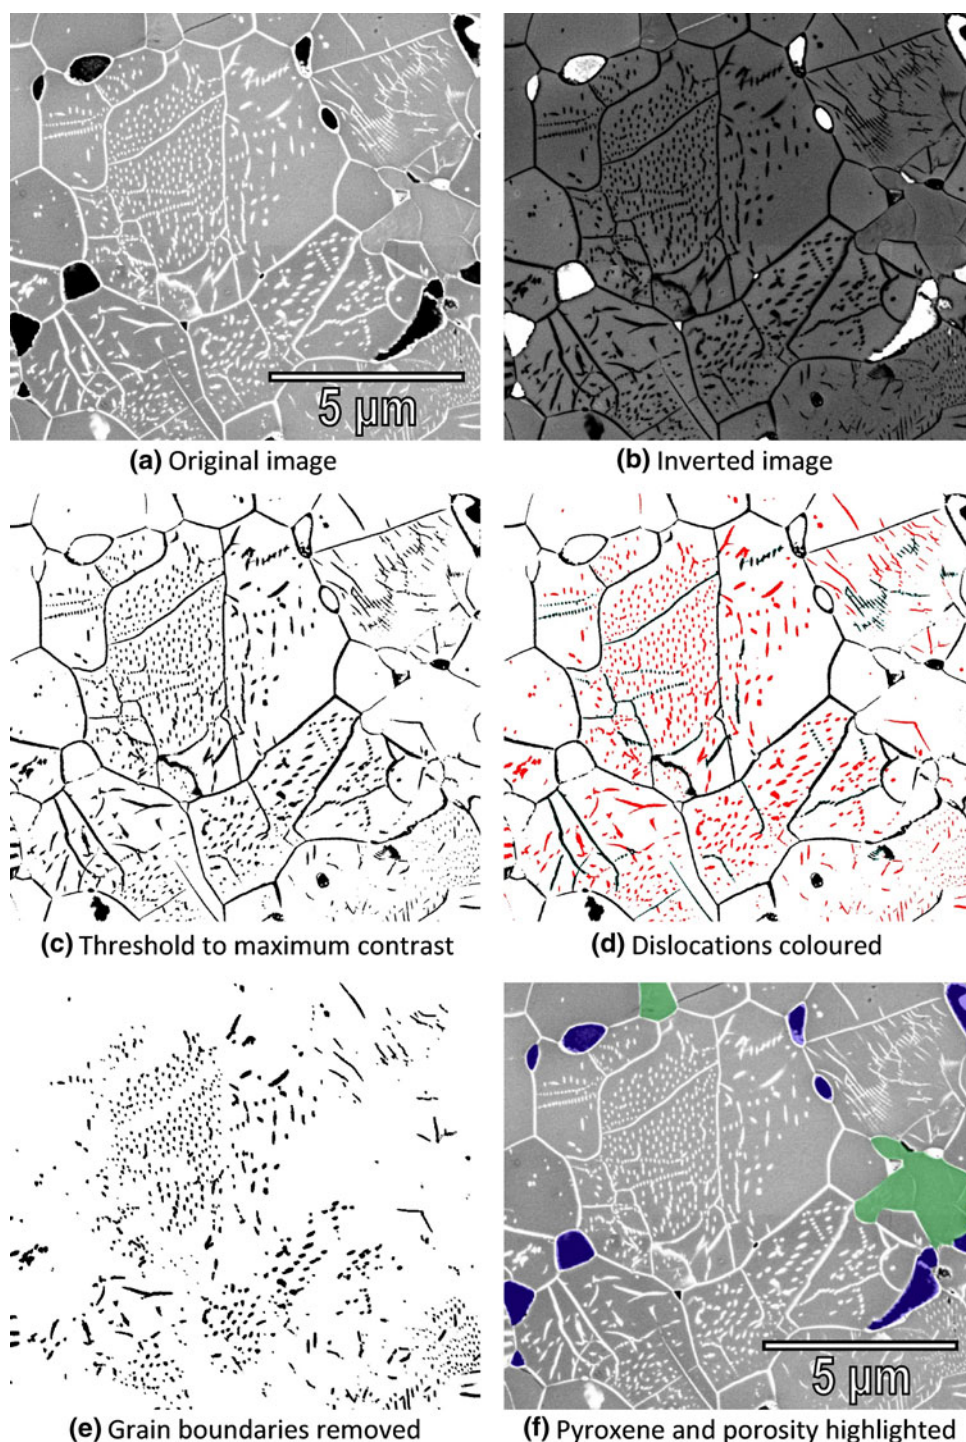 5 µm
(a) Original image
(b) Inverted image
(c) Threshold to maximum contrast
(d) Dislocations coloured
5 µm
(e) Grain boundaries removed
(f) Pyroxene and porosity highlighted